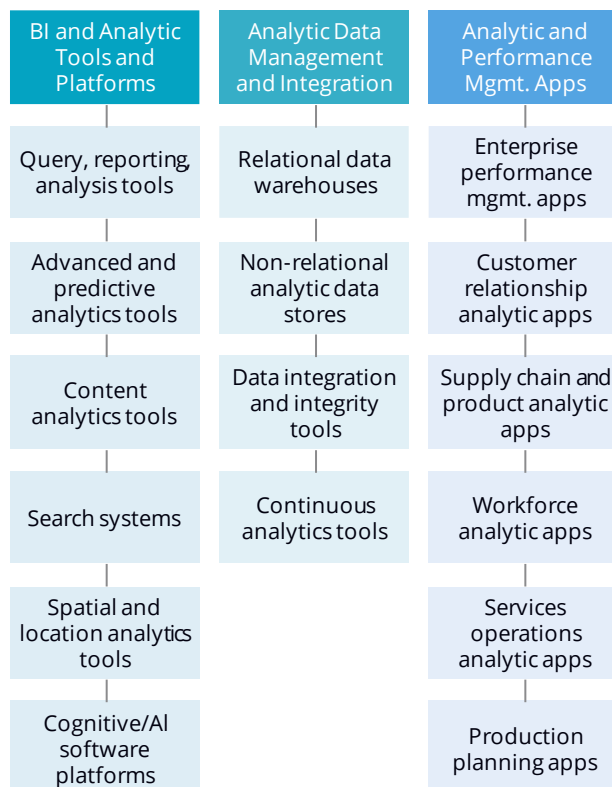 BI and Analytic
Tools and
Platforms
Query, reporting,
analysis tools
Advanced and
predictive
analytics tools
Content
analytics tools
Search systems
Spatial and
location analytics
tools
Cognitive/AI
software
platforms
Analytic Data
Management
and Integration
Relational data
warehouses
Non-relational
analytic data
stores
Data integration
and integrity
tools
Continuous
analytics tools
Analytic and
Performance
Mgmt. Apps
Enterprise
performance
mgmt. apps
Customer
relationship
analytic apps
Supply chain and
product analytic
apps
Workforce
analytic apps
Services
operations
analytic apps
Production
planning apps